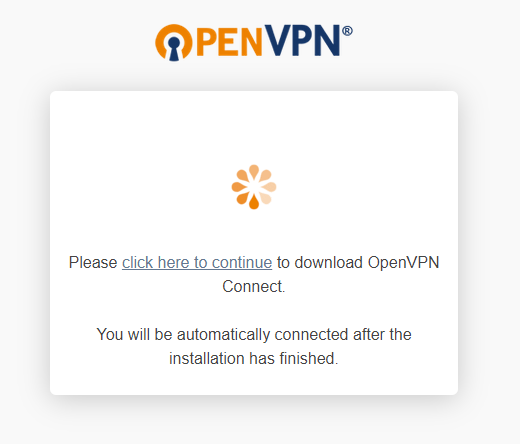 OPENVPN®
Please click here to continue to download OpenVPN
Connect.
You will be automatically connected after the
installation has finished.